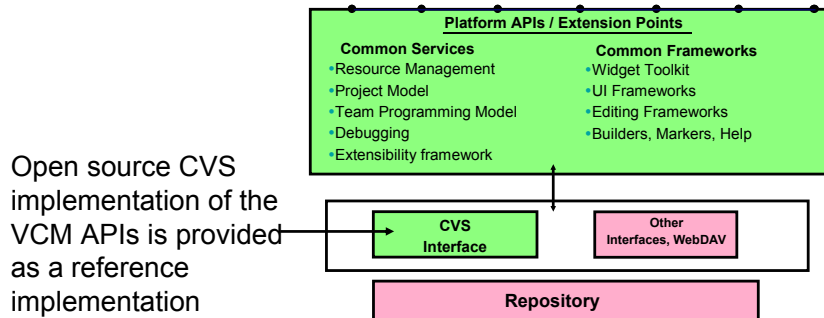 Platform APIs / Extension Points
Common Services
•Resource Management
•Project Model
•Team Programming Model
•Debugging
•Extensibility framework
Common Frameworks
•Widget Toolkit
•UI Frameworks
•Editing Frameworks
•Builders, Markers, Help
Open source CVS
implementation of the
VCM APIs is provided
as a reference
implementation
CVS
Interface
Other
Interfaces, WebDAV
Repository